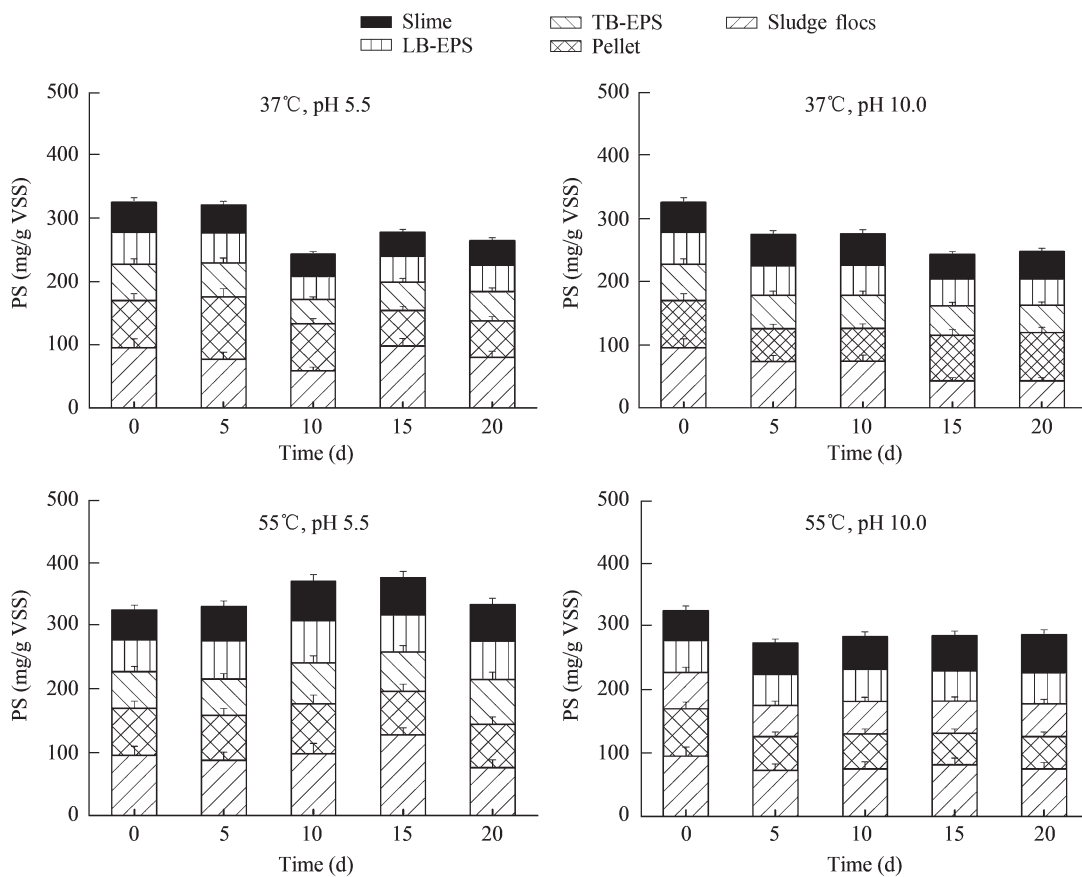 Slime TB-EPS Sludge flocs
LB-EPS Pellet
500
400
300
200
100
0
PS (mg/g VSS)
37℃, pH 5.5
0 5 10 15 20
Time (d)
500
400
300
200
100
0
PS (mg/g VSS)
37℃, pH 10.0
0 5 10 15 20
Time (d)
500
400
300
200
100
0
PS (mg/g VSS)
55℃, pH 5.5
0 5 10 15 20
Time (d)
500
400
300
200
100
0
PS (mg/g VSS)
55℃, pH 10.0
0 5 10 15 20
Time (d)